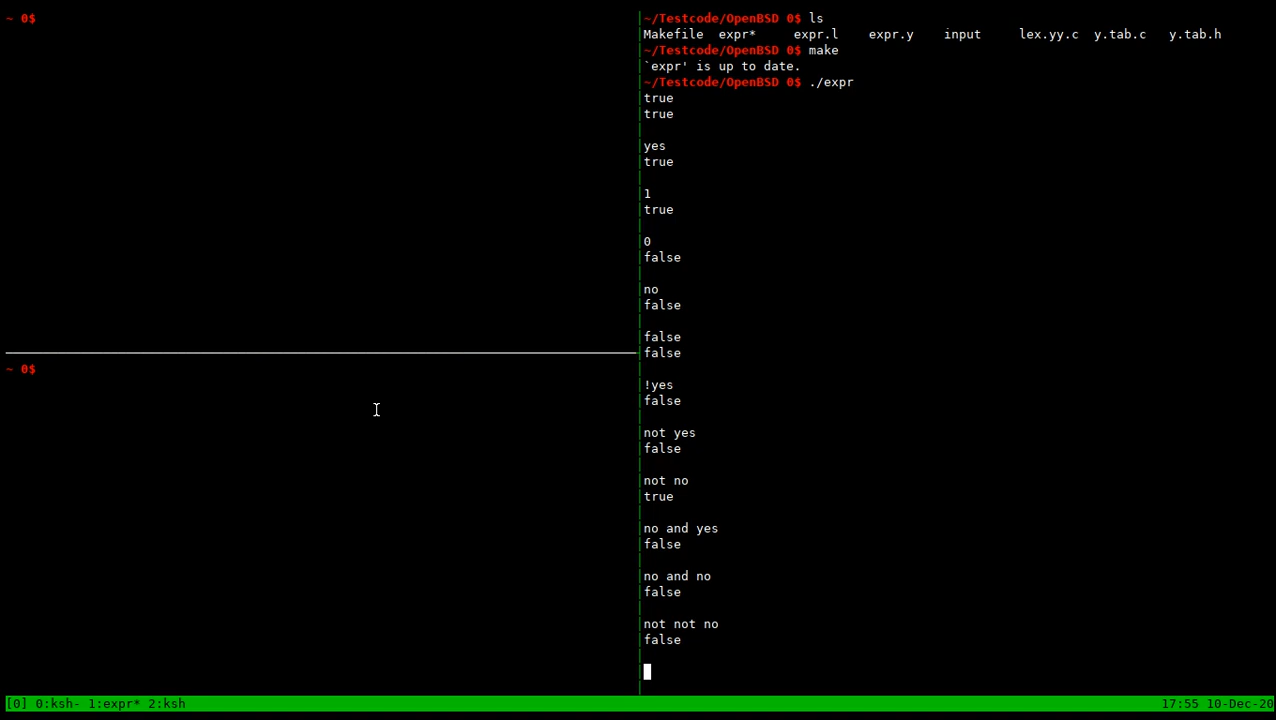 ~ 0$
~ 0$
~/Testcode/OpenBSD 0$ ls
Makefile  expr*     expr.l    expr.y    input     lex.yy.c  y.tab.c   y.tab.h
~/Testcode/OpenBSD 0$ make
`expr' is up to date.
~/Testcode/OpenBSD 0$ ./expr
true
true
yes
true
1
true
0
false
no
false
false
false
!yes
false
not yes
false
not no
true
no and yes
false
no and no
false
not not no
false
[0] 0:ksh- 1:expr* 2:ksh 17:55 10-Dec-20